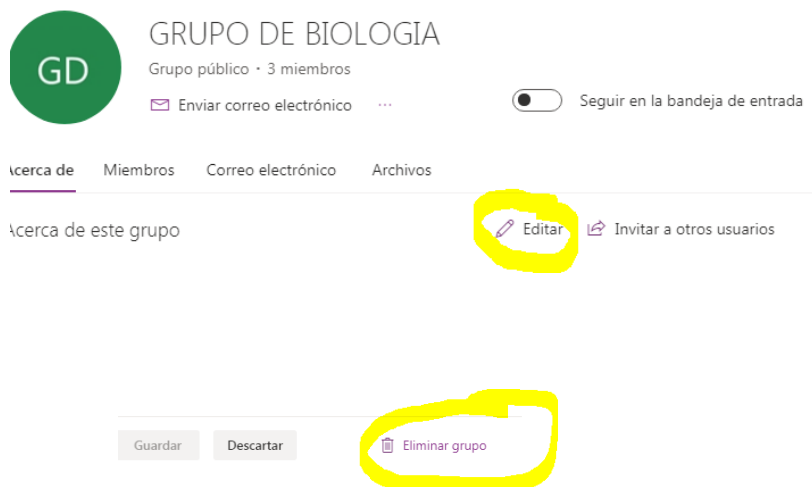 GD
GRUPO DE BIOLOGIA
Grupo público · 3 miembros
Enviar correo electrónico ...
Seguir en la bandeja de entrada
Acerca de Miembros Correo electrónico Archivos
Acerca de este grupo
Editar Invitar a otros usuarios
Guardar Descartar Eliminar grupo